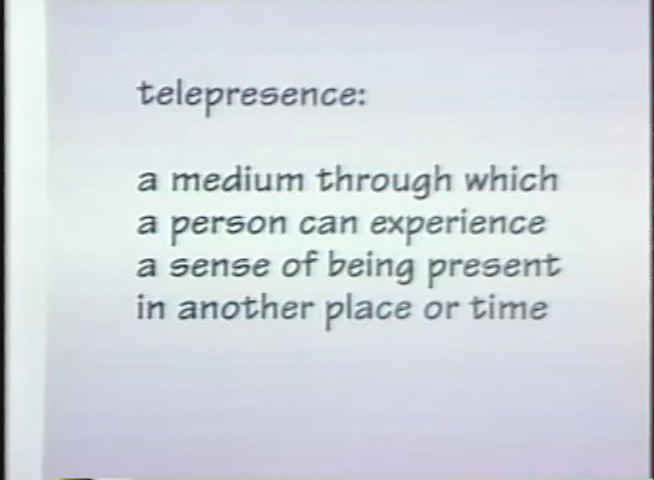 telepresence:
a medium through which
a person can experience
a sense of being present
in another place or time